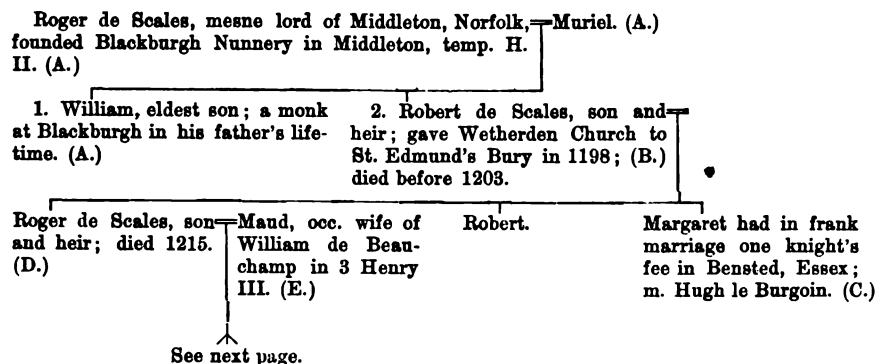 Roger de Scales, mesne lord of Middleton, Norfolk,=Muriel. (A.)
founded Blackburgh Nunnery in Middleton, temp. H.
II. (A.)
1. William, eldest son; a monk
at Blackburgh in his father's life-
time. (A.)
2. Robert de Scales, son and=
heir; gave Wetherden Church to
St. Edmund's Bury in 1198; (B.)
died before 1203.
Roger de Scales, son=
and heir; died 1215.
(D.)
Maud, occ. wife of
William de Beau-
champ in 3 Henry
III. (E.)
Robert.
Margaret had in frank
marriage one knight's
fee in Bensted, Essex;
m. Hugh le Burgoin. (C.)
See next page.